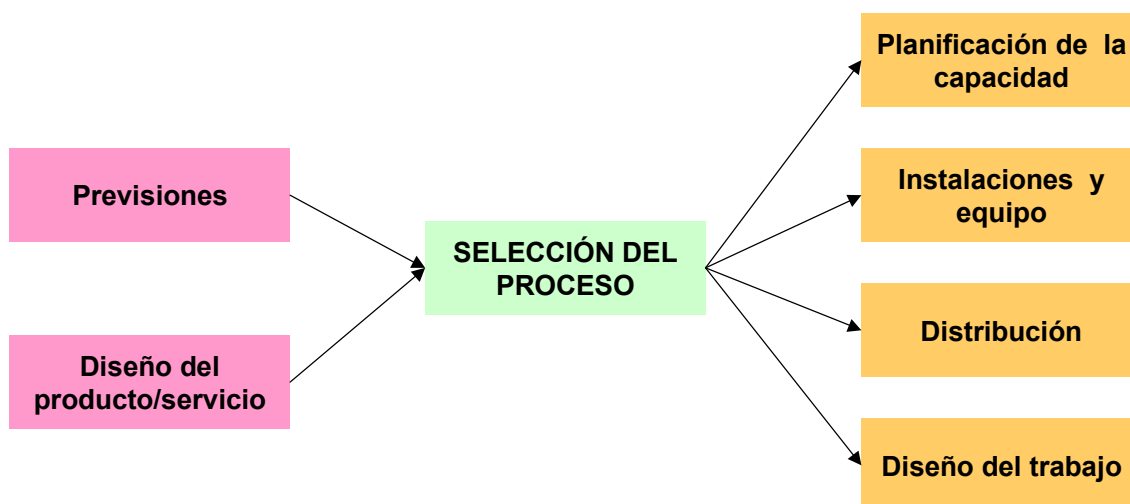 Previsiones
Diseño del
producto/servicio
SELECCIÓN DEL
PROCESO
Planificación de la
capacidad
Instalaciones y
equipo
Distribución
Diseño del trabajo